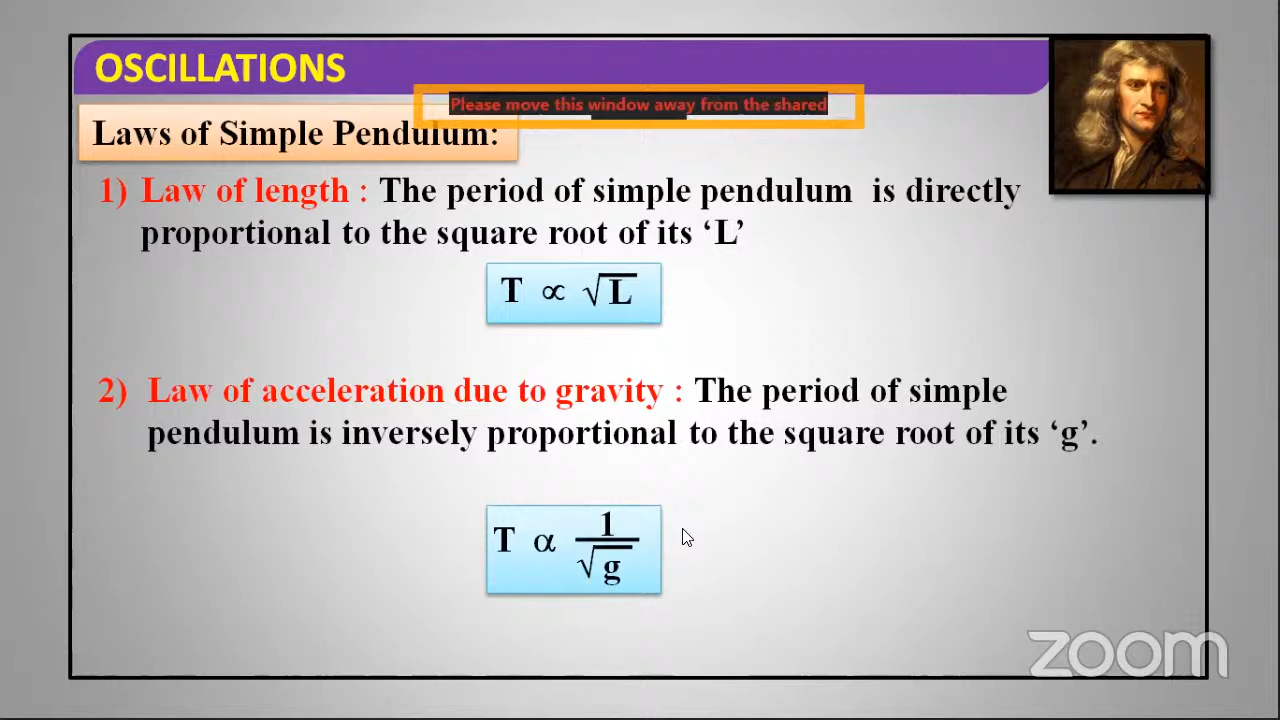 OSCILLATIONS
Please move this window away from the shared
Laws of Simple Pendulum:
1) Law of length : The period of simple pendulum is directly
proportional to the square root of its ‘L’
T ∝ √L
2) Law of acceleration due to gravity : The period of simple
pendulum is inversely proportional to the square root of its ‘g’.
T α 1/√g
zoom